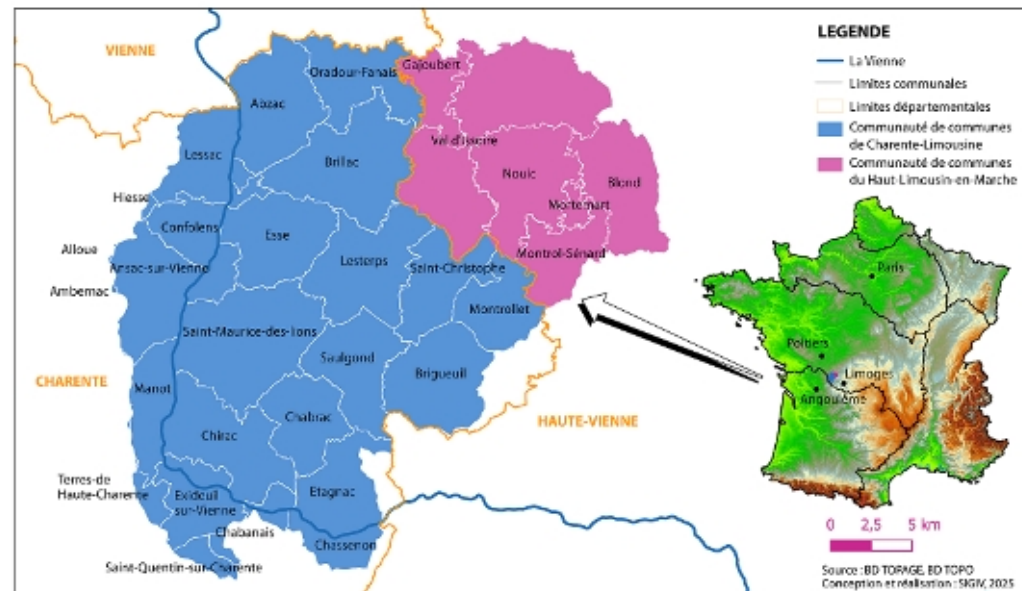 VIENNE
Gajoubert
Oradour-Fanais
Abzac
Val d'Issoire
Lessac
Brillac
Nouic
Blond
Hiesse
Mortemart
Confolens
Esse
Alloue
Montrol-Sénard
Lesterps
Saint-Christophe
Ansac-sur-Vienne
Ambernac
Montrollet
Saint-Maurice-des-lions
Saulgond
CHARENTE
Manot
Brigueuil
Chabrac
HAUTE-VIENNE
Chirac
Terres-de
Haute-Charente
Exideuil
sur-Vienne
Etagnac
Chabanais
Chassenon
Saint-Quentin-sur-Charente
LEGENDE
La Vienne
Limites communales
Limites départementales
Communauté de communes
de Charente-Limousine
Communauté de communes
du Haut-Limousin-en-Marche
Paris
Poitiers
Limoges
Angoulême
0 2,5 5 km
Source : BD TOPAGE, BD TOPO
Conception et réalisation : SIGIV, 2025